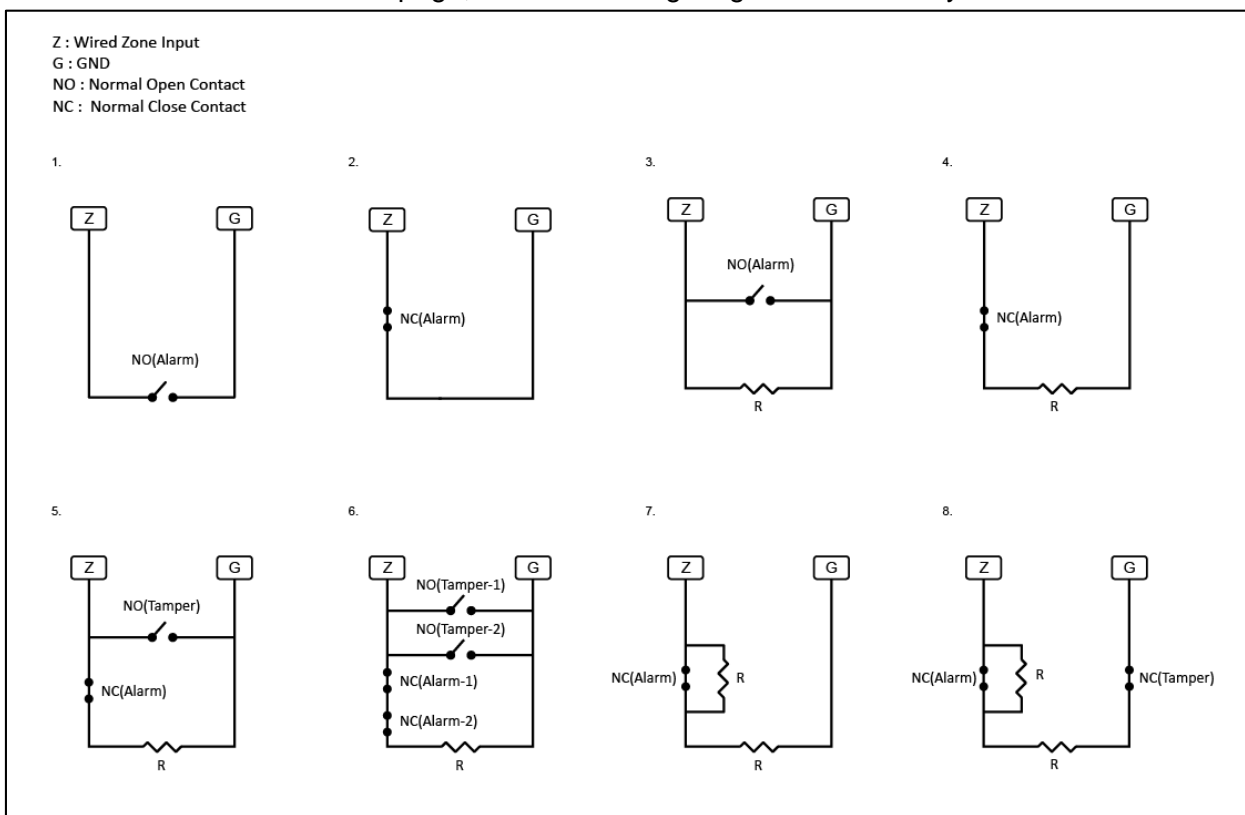 Z : Wired Zone Input
G : GND
NO : Normal Open Contact
NC : Normal Close Contact
1.
2.
3.
4.
Z
G
NO(Alarm)
Z
G
NC(Alarm)
Z
G
NO(Alarm)
R
Z
G
NC(Alarm)
R
5.
6.
7.
8.
Z
G
NO(Tamper)
NC(Alarm)
R
Z
G
NO(Tamper-1)
NO(Tamper-2)
NC(Alarm-1)
NC(Alarm-2)
R
Z
G
NC(Alarm)
R
R
Z
G
NC(Alarm)
R
NC(Tamper)
R